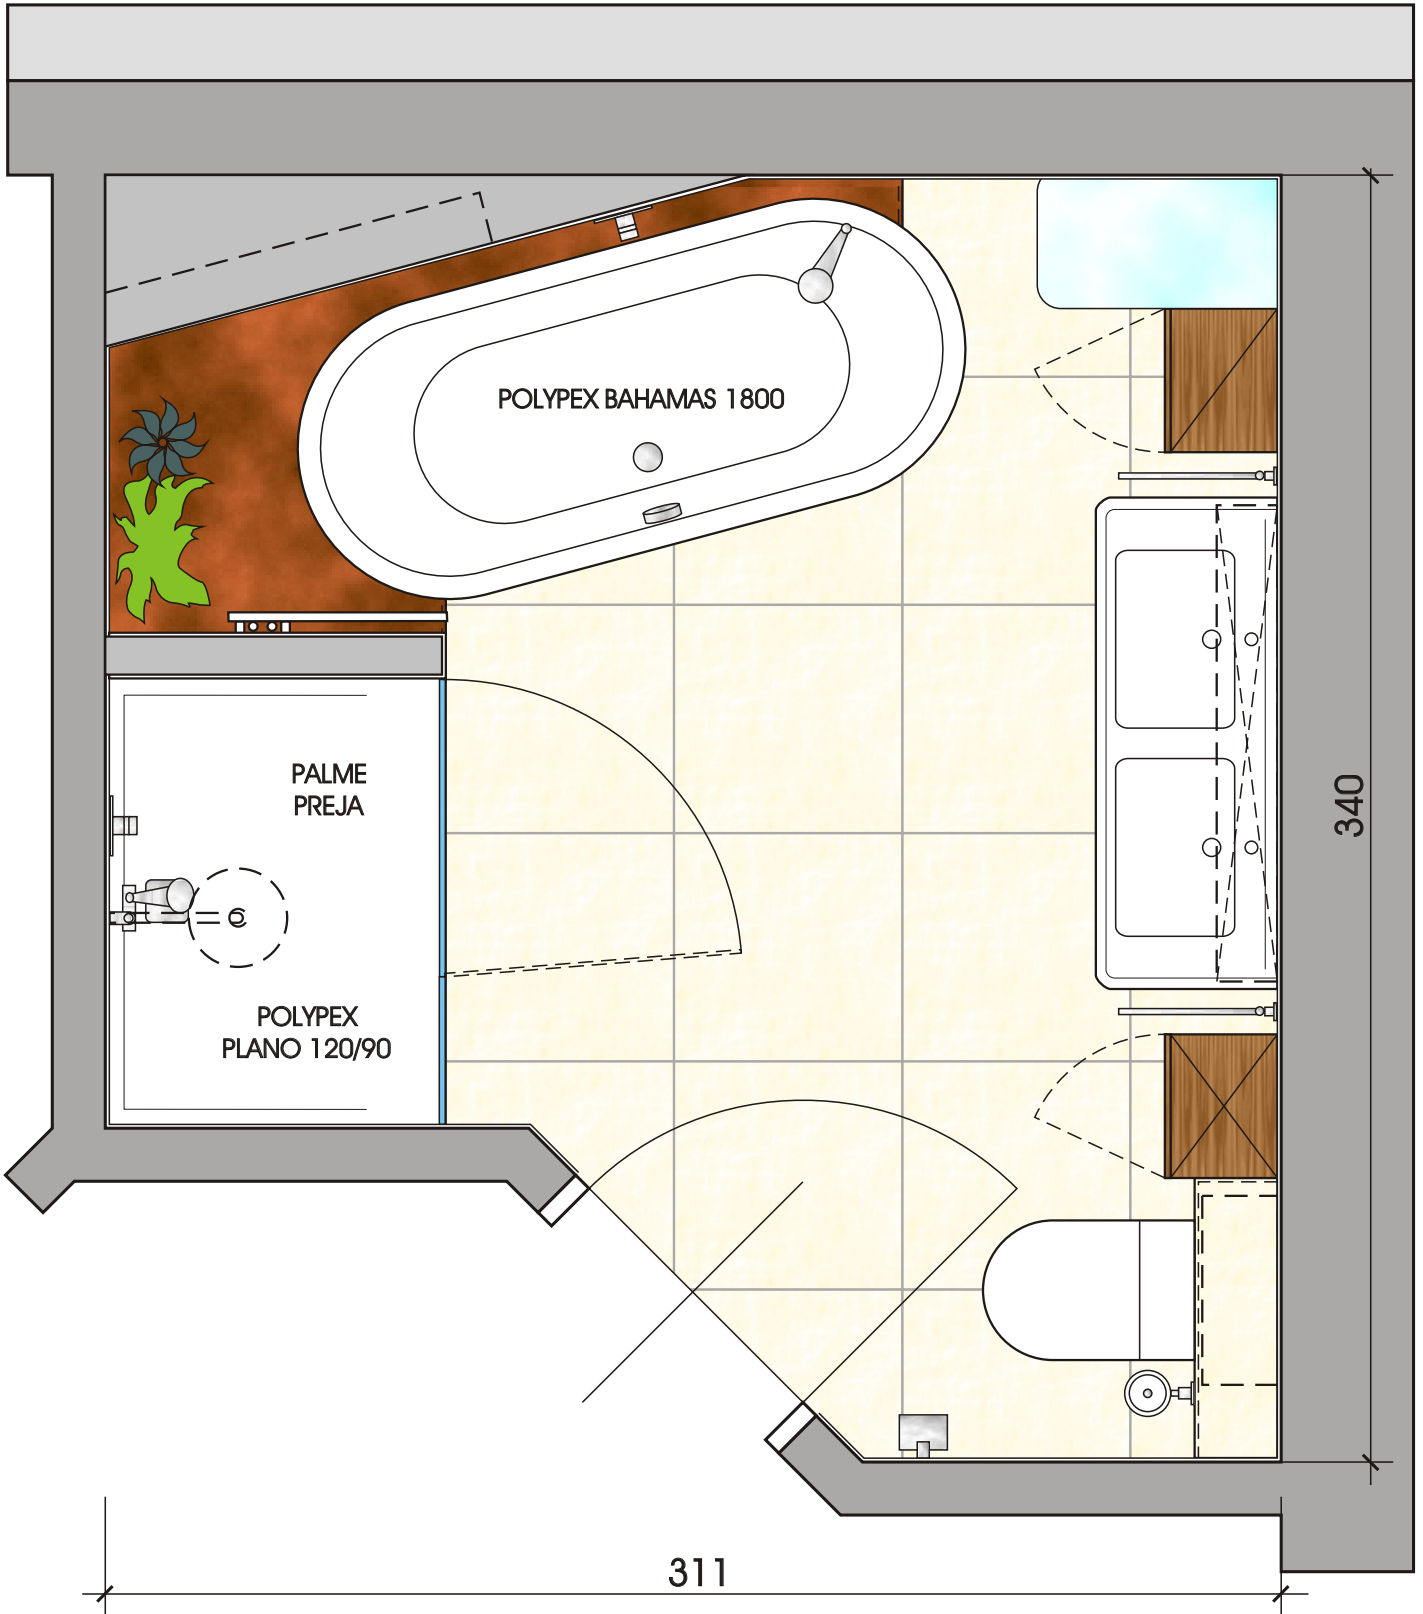 POLYPEX BAHAMAS 1800
PALME
PREJA
340
POLYPEX
PLANO 120/90
311